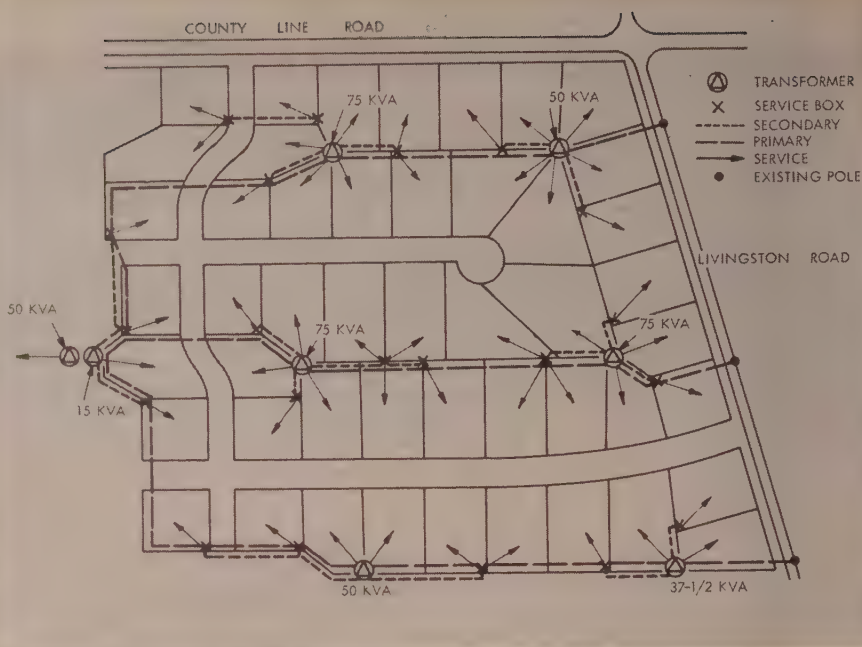 COUNTY LINE ROAD
75 KVA
50 KVA
TRANSFORMER
SERVICE BOX
SECONDARY
PRIMARY
SERVICE
EXISTING POLE
LIVINGSTON ROAD
50 KVA
75 KVA
75 KVA
15 KVA
50 KVA
37-1/2 KVA